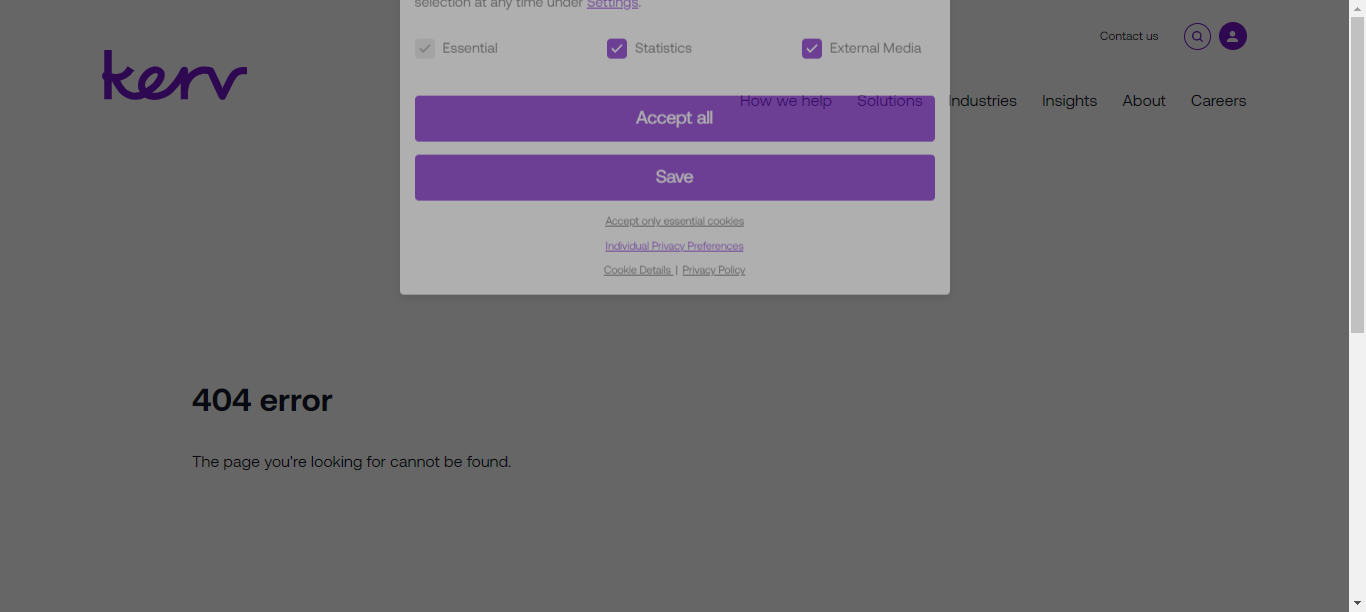 selection at any time under Settings.
Essential
Statistics
External Media
Contact us
kerv
How we help
Solutions
Industries
Insights
About
Careers
Accept all
Save
Accept only essential cookies
Individual Privacy Preferences
Cookie Details | Privacy Policy
404 error
The page you're looking for cannot be found.